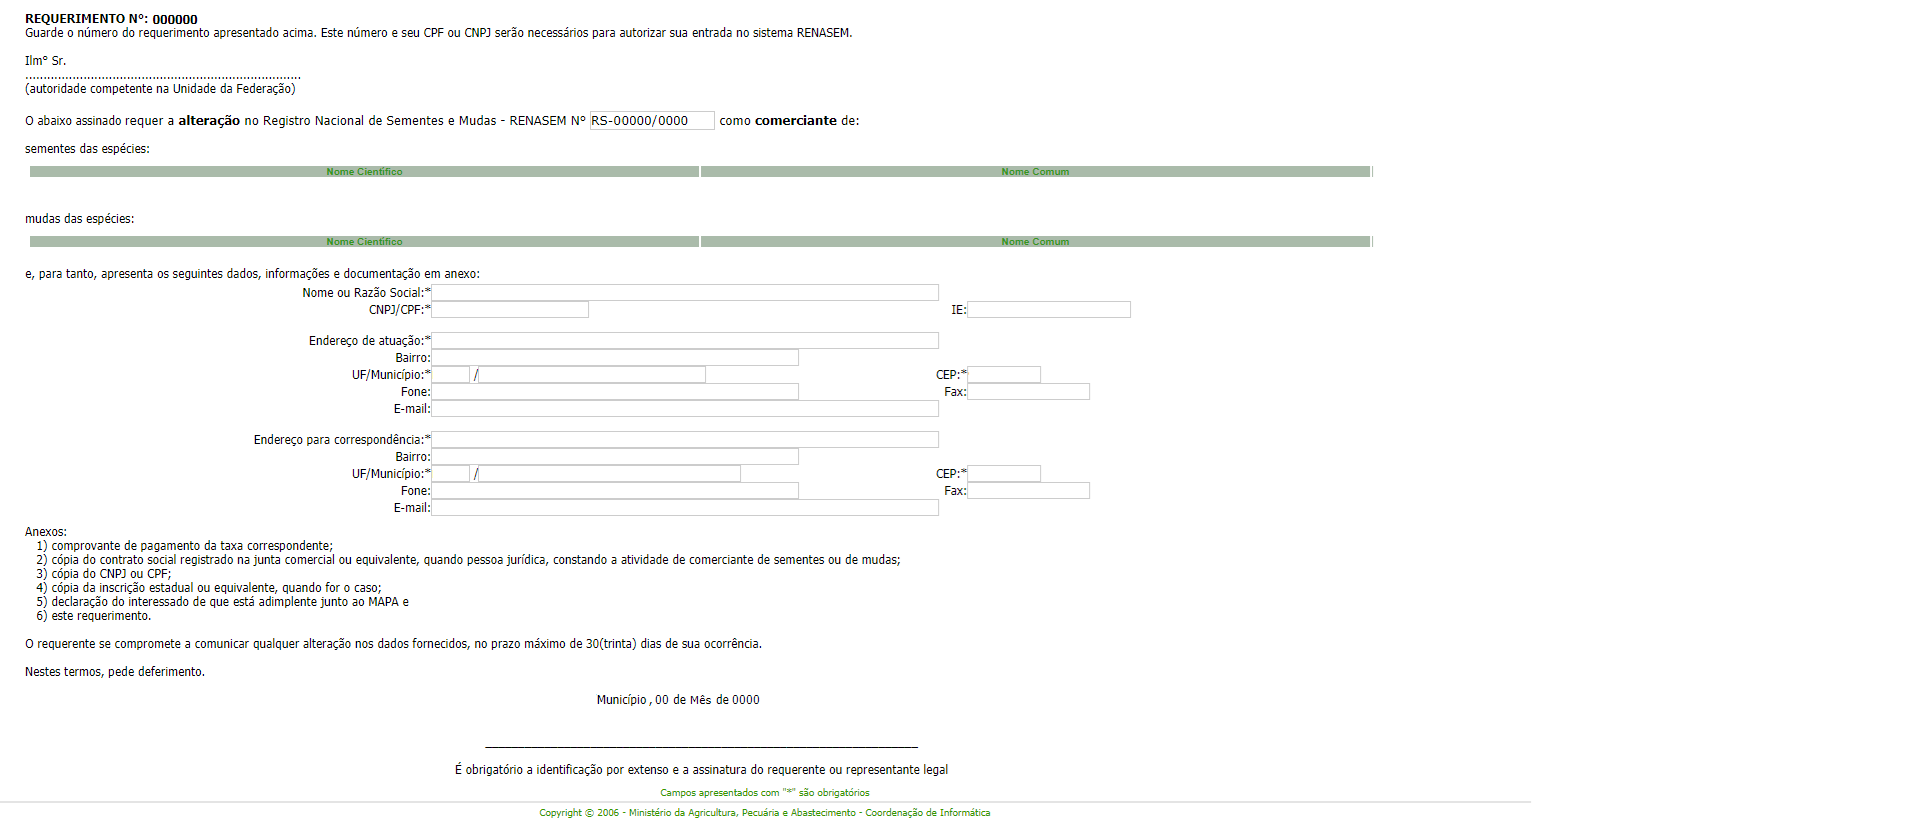 REQUERIMENTO Nº: 000000
Guarde o número do requerimento apresentado acima. Este número e seu CPF ou CNPJ serão necessários para autorizar sua entrada no sistema RENASEM.
Ilmº Sr.
............................................................................
(autoridade competente na Unidade da Federação)
O abaixo assinado requer a alteração no Registro Nacional de Sementes e Mudas - RENASEM Nº RS-00000/0000 como comerciante de:
sementes das espécies:
Nome Científico Nome Comum
mudas das espécies:
Nome Científico Nome Comum
e, para tanto, apresenta os seguintes dados, informações e documentação em anexo:
Nome ou Razão Social:*
CNPJ/CPF:* IE:
Endereço de atuação:*
Bairro:
UF/Município:* / CEP:*
Fone: Fax:
E-mail:
Endereço para correspondência:*
Bairro:
UF/Município:* / CEP:*
Fone: Fax:
E-mail:
Anexos:
1) comprovante de pagamento da taxa correspondente;
2) cópia do contrato social registrado na junta comercial ou equivalente, quando pessoa jurídica, constando a atividade de comerciante de sementes ou de mudas;
3) cópia do CNPJ ou CPF;
4) cópia da inscrição estadual ou equivalente, quando for o caso;
5) declaração do interessado de que está adimplente junto ao MAPA e
6) este requerimento.
O requerente se compromete a comunicar qualquer alteração nos dados fornecidos, no prazo máximo de 30(trinta) dias de sua ocorrência.
Nestes termos, pede deferimento.
Município , 00 de Mês de 0000
É obrigatório a identificação por extenso e a assinatura do requerente ou representante legal
Campos apresentados com "*" são obrigatórios
Copyright © 2006 - Ministério da Agricultura, Pecuária e Abastecimento - Coordenação de Informática